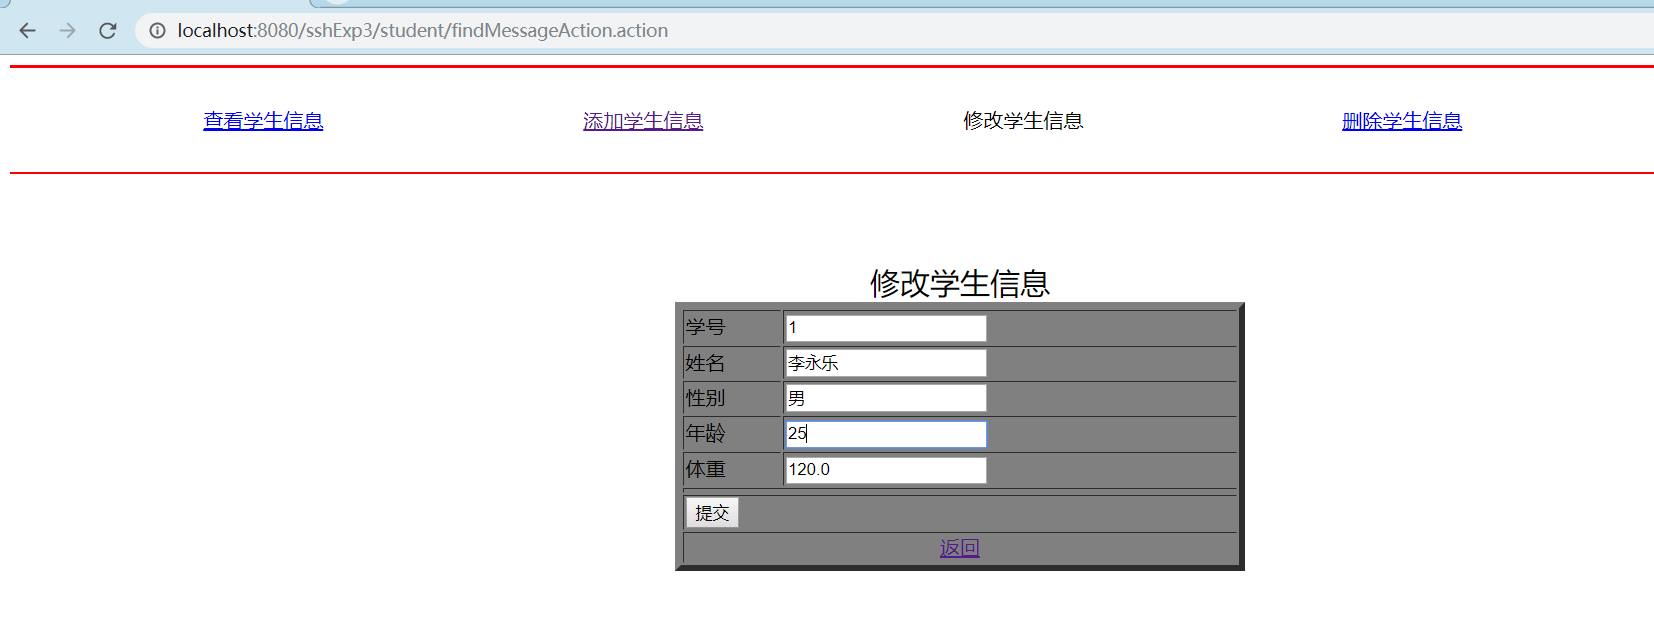 localhost:8080/sshExp3/student/findMessageAction.action
查看学生信息 添加学生信息 修改学生信息 删除学生信息
修改学生信息
学号 1
姓名 李永乐
性别 男
年龄 25
体重 120.0
提交
返回